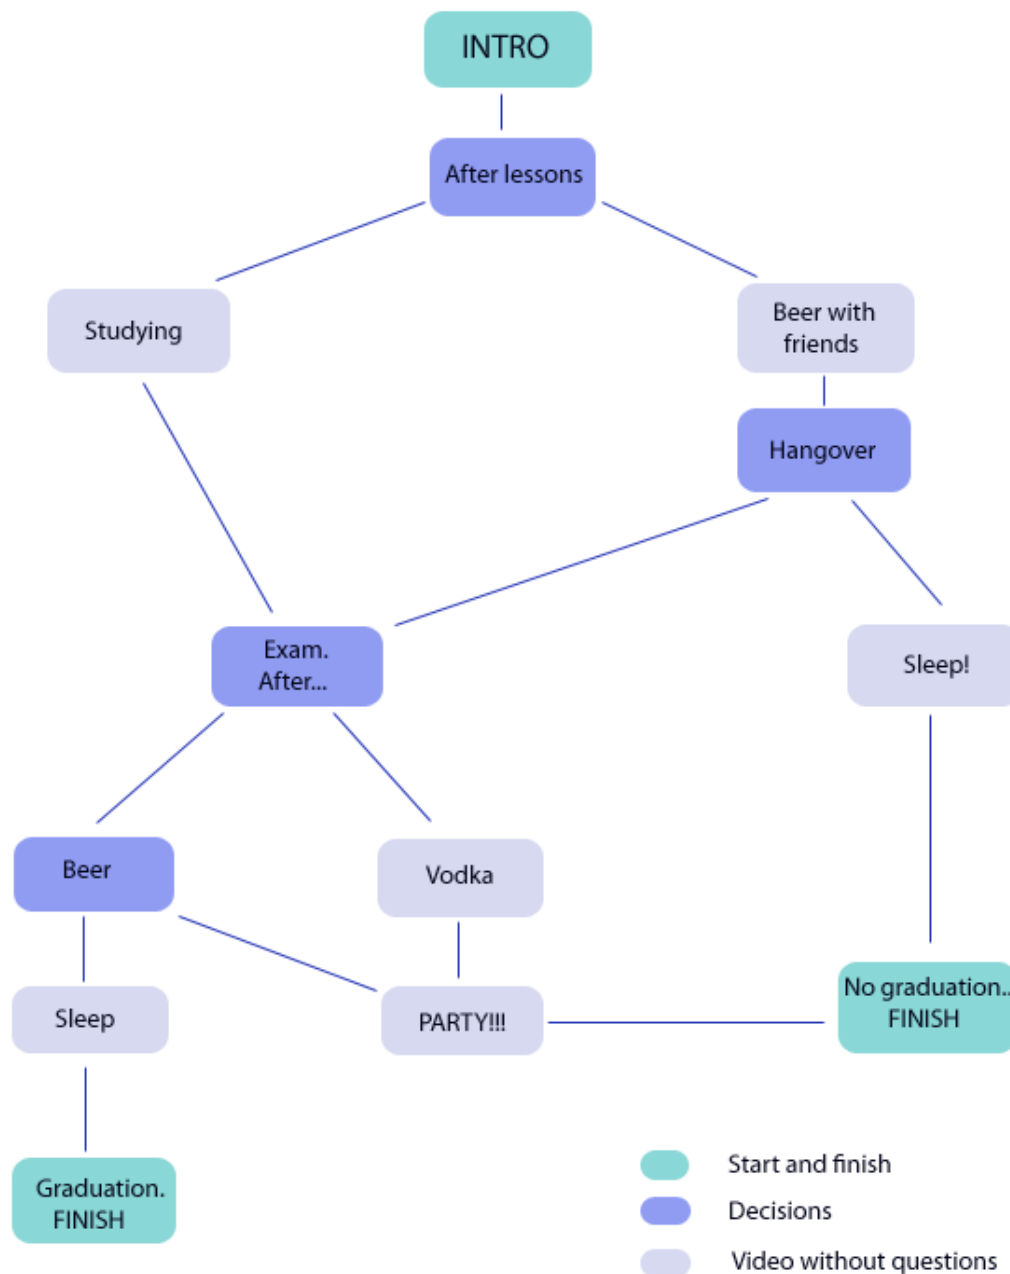 INTRO
After lessons
Studying
Beer with
friends
Hangover
Exam.
After...
Sleep!
Beer
Vodka
Sleep
PARTY!!!
No graduation..
FINISH
Graduation.
FINISH
Start and finish
Decisions
Video without questions